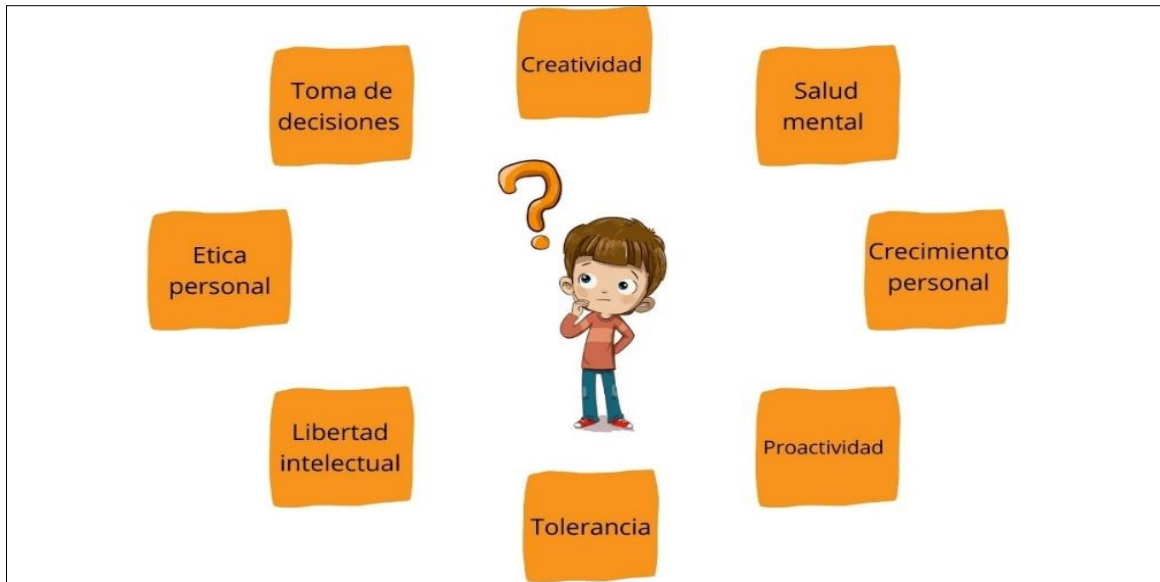 Creatividad
Toma de
decisiones
Salud
mental
Etica
personal
Crecimiento
personal
Libertad
intelectual
Proactividad
Tolerancia
?